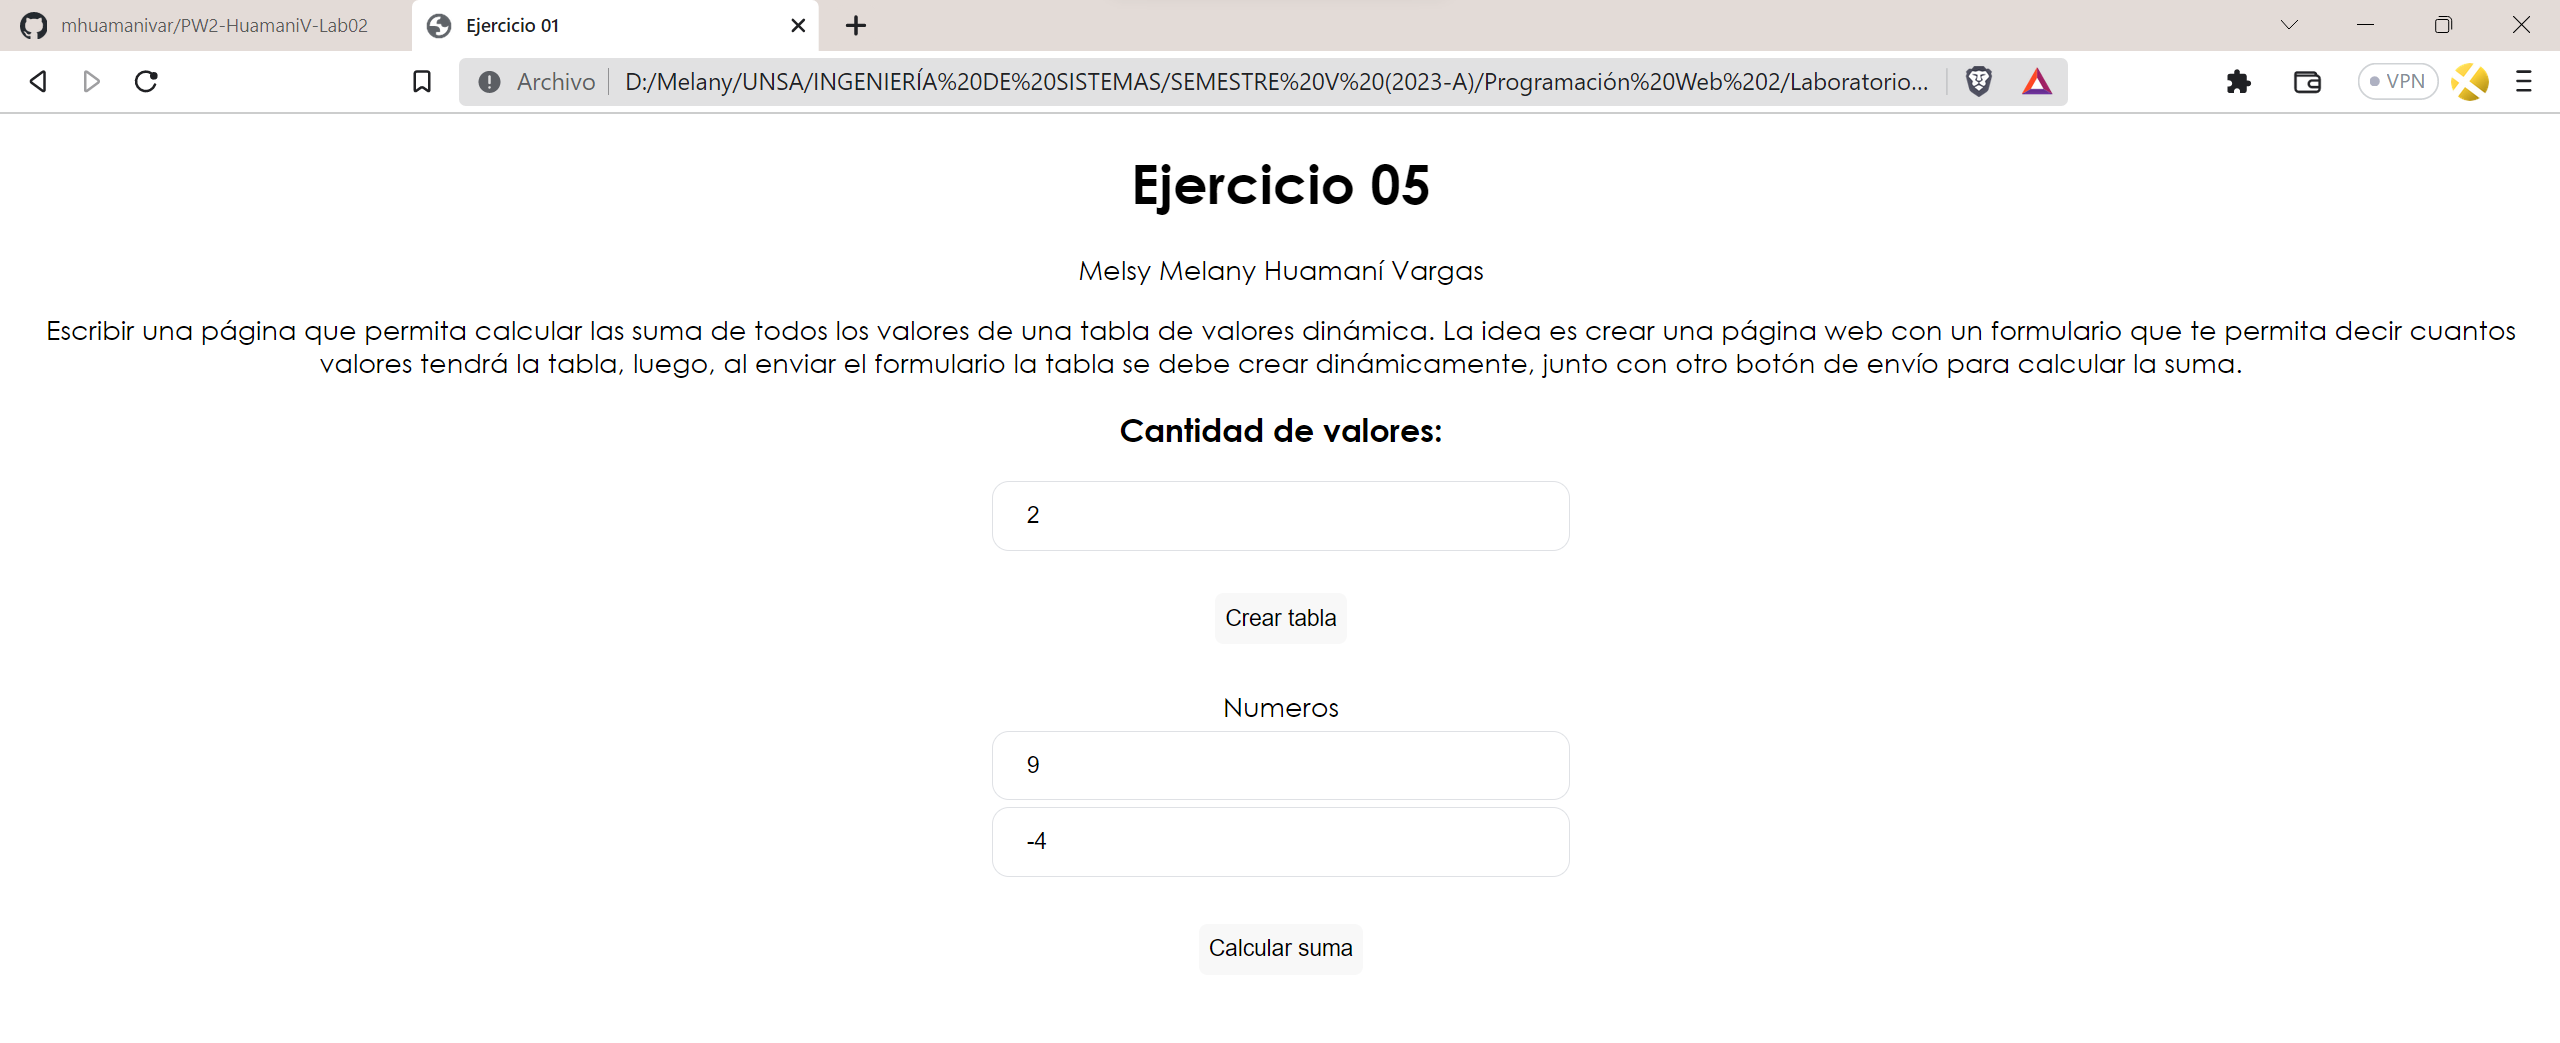 mhuamanivar/PW2-HuamaniV-Lab02
Ejercicio 01
Archivo
D:/Melany/UNSA/INGENIERÍA%20DE%20SISTEMAS/SEMESTRE%20V%20(2023-A)/Programación%20Web%202/Laboratorio...
VPN
Ejercicio 05
Melsy Melany Huamaní Vargas
Escribir una página que permita calcular las suma de todos los valores de una tabla de valores dinámica. La idea es crear una página web con un formulario que te permita decir cuantos
valores tendrá la tabla, luego, al enviar el formulario la tabla se debe crear dinámicamente, junto con otro botón de envío para calcular la suma.
Cantidad de valores:
2
Crear tabla
Numeros
9
-4
Calcular suma